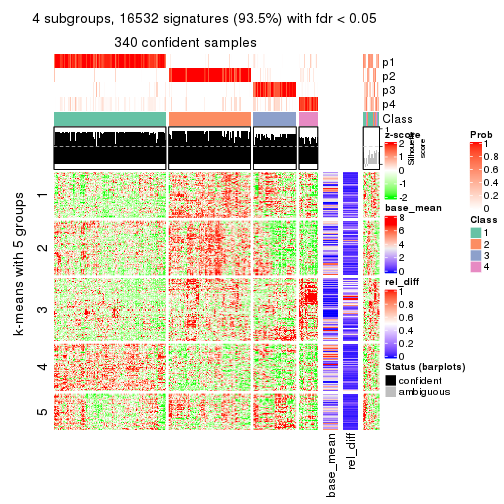 4 subgroups, 16532 signatures (93.5%) with fdr < 0.05
340 confident samples
p1
p2
p3
p4
Class
1
Silhouette
score
k-means with 5 groups
1
2
3
4
5
base_mean
rel_diff
z-score
2
1
0
-1
-2
base_mean
8
6
4
2
0
rel_diff
1
0.8
0.6
0.4
0.2
0
Status (barplots)
confident
ambiguous
Prob
1
0.8
0.6
0.4
0.2
0
Class
1
2
3
4